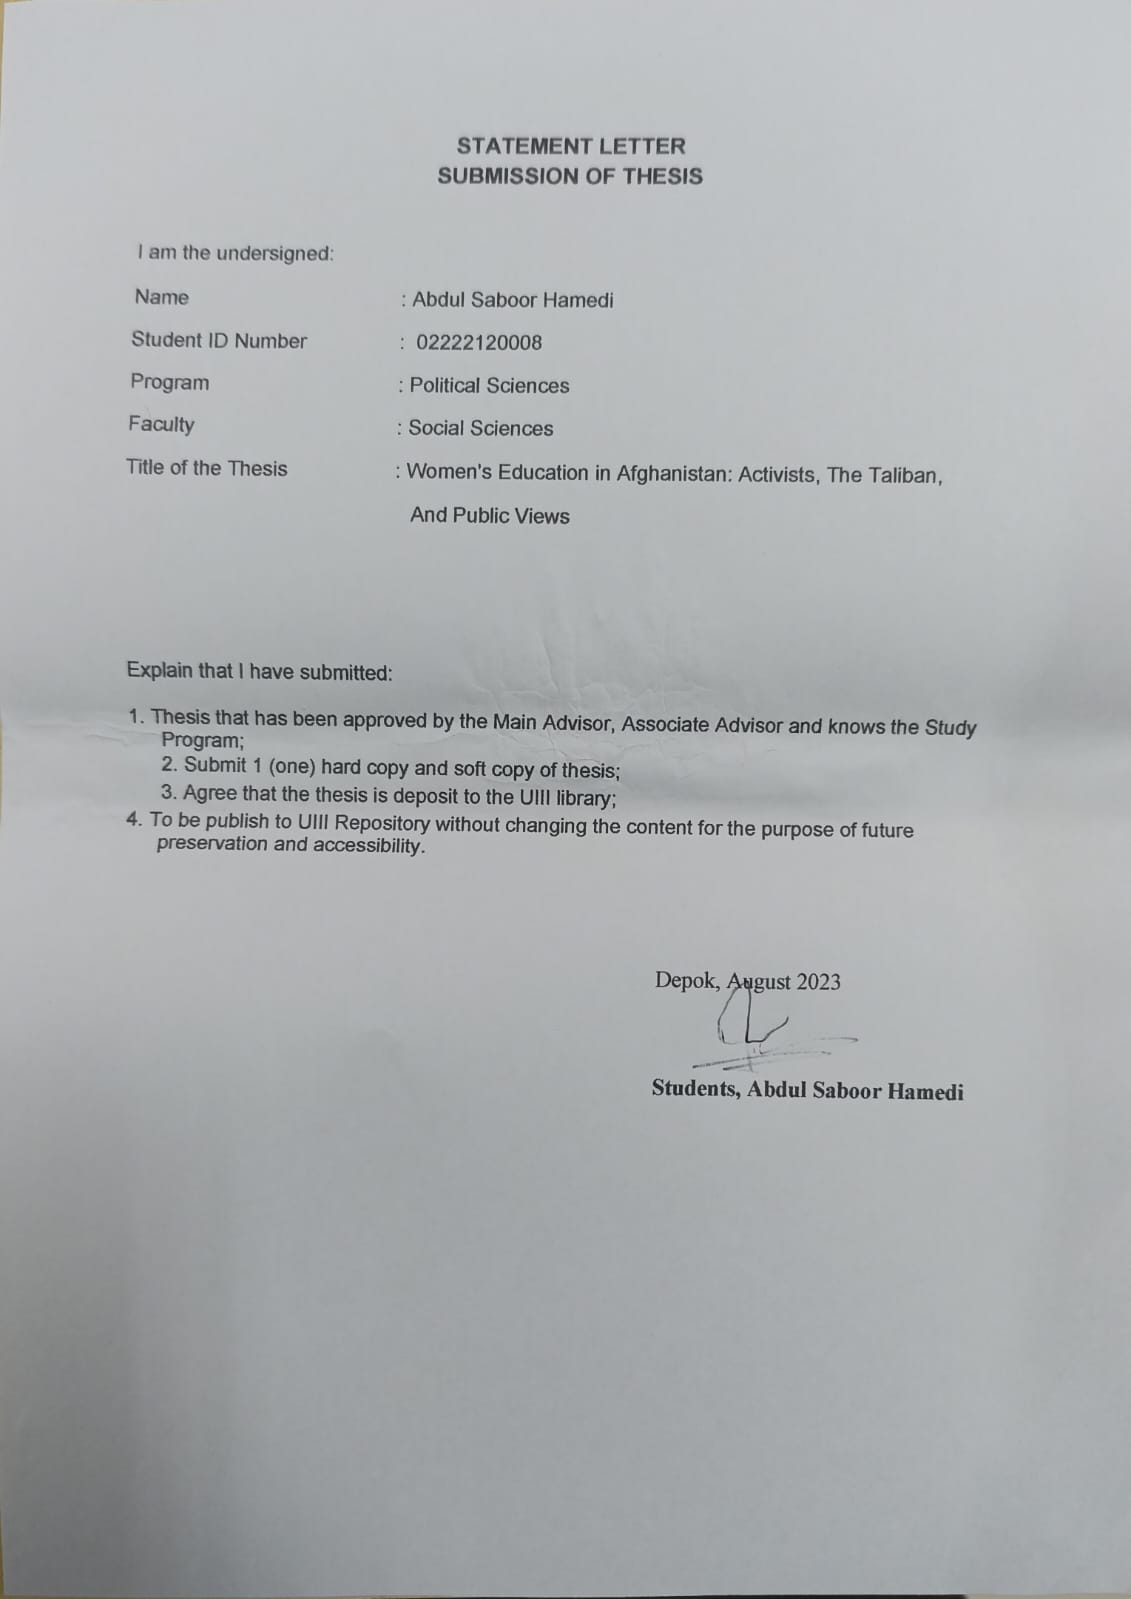 STATEMENT LETTER
SUBMISSION OF THESIS
I am the undersigned:
Name : Abdul Saboor Hamedi
Student ID Number : 02222120008
Program : Political Sciences
Faculty : Social Sciences
Title of the Thesis : Women's Education in Afghanistan: Activists, The Taliban,
And Public Views
Explain that I have submitted:
1. Thesis that has been approved by the Main Advisor, Associate Advisor and knows the Study
Program;
2. Submit 1 (one) hard copy and soft copy of thesis;
3. Agree that the thesis is deposit to the UIII library;
4. To be publish to UIII Repository without changing the content for the purpose of future
preservation and accessibility.
Depok, August 2023
Students, Abdul Saboor Hamedi